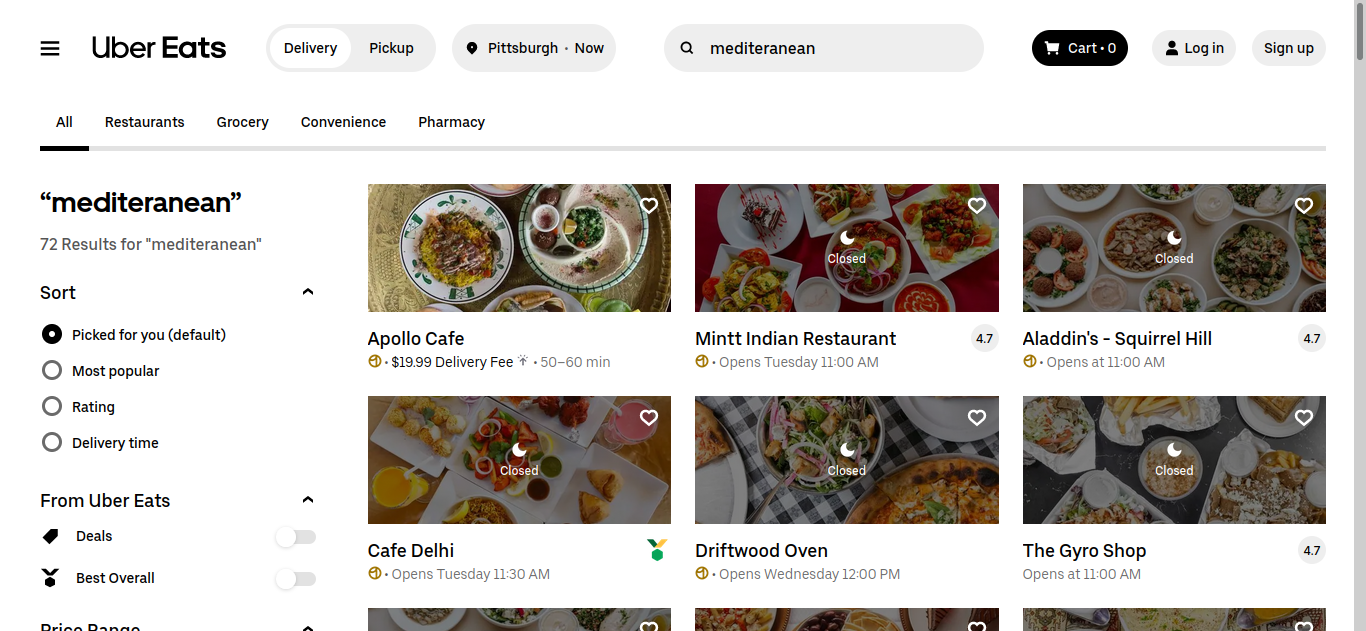 Uber Eats
Delivery
Pickup
Pittsburgh • Now
mediteranean
Cart • 0
Log in
Sign up
All
Restaurants
Grocery
Convenience
Pharmacy
“mediteranean”
72 Results for "mediteranean"
Sort
Picked for you (default)
Most popular
Rating
Delivery time
From Uber Eats
Deals
Best Overall
Price Range
Apollo Cafe
• $19.99 Delivery Fee • 50–60 min
Closed
Mintt Indian Restaurant
4.7
• Opens Tuesday 11:00 AM
Closed
Aladdin's - Squirrel Hill
4.7
• Opens at 11:00 AM
Closed
Cafe Delhi
• Opens Tuesday 11:30 AM
Closed
Driftwood Oven
• Opens Wednesday 12:00 PM
Closed
The Gyro Shop
4.7
Opens at 11:00 AM